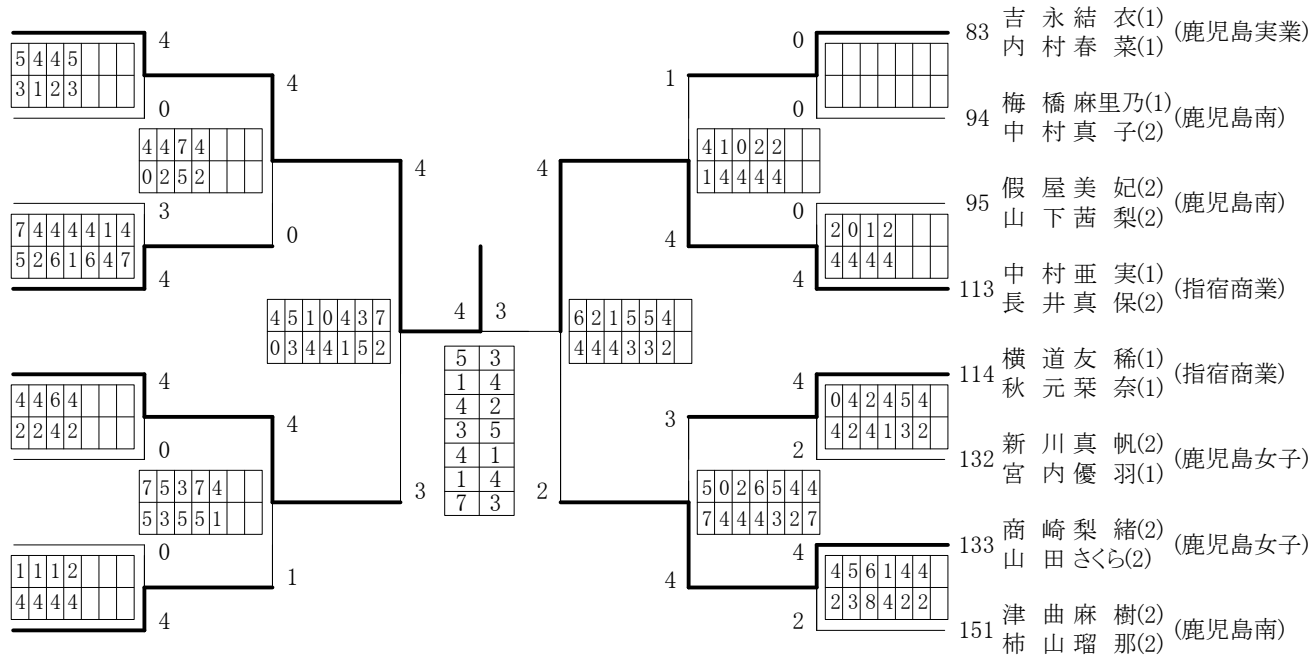 4
5 4 4 5
3 1 2 3
0
4
4 4 7 4
0 2 5 2
3
7 4 4 4 4 1 4
5 2 6 1 6 4 7
4
0
4
4 5 1 0 4 3 7
0 3 4 4 1 5 2
4
4 4 6 4
2 2 4 2
0
4
7 5 3 7 4
5 3 5 5 1
0
1 1 1 2
4 4 4 4
4
1
3
4 3
5 3
1 4
4 2
3 5
4 1
1 4
7 3
0
0
1
4 1 0 2 2
1 4 4 4 4
0
2 0 1 2
4 4 4 4
4
4
4
6 2 1 5 5 4
4 4 4 3 3 2
4
0 4 2 4 5 4
4 2 4 1 3 2
2
3
5 0 2 6 5 4 4
7 4 4 4 3 2 7
4
4 5 6 1 4 4
2 3 8 4 2 2
2
4
2
83 吉 永 結 衣(1) (鹿児島実業)
内 村 春 菜(1)
94 梅 橋 麻里乃(1) (鹿児島南)
中 村 真 子(2)
95 假 屋 美 妃(2) (鹿児島南)
山 下 茜 梨(2)
113 中 村 亜 実(1) (指宿商業)
長 井 真 保(2)
114 横 道 友 稀(1) (指宿商業)
秋 元 栞 奈(1)
132 新 川 真 帆(2) (鹿児島女子)
宮 内 優 羽(1)
133 商 崎 梨 緒(2) (鹿児島女子)
山 田 さくら(2)
151 津 曲 麻 樹(2) (鹿児島南)
柿 山 瑠 那(2)